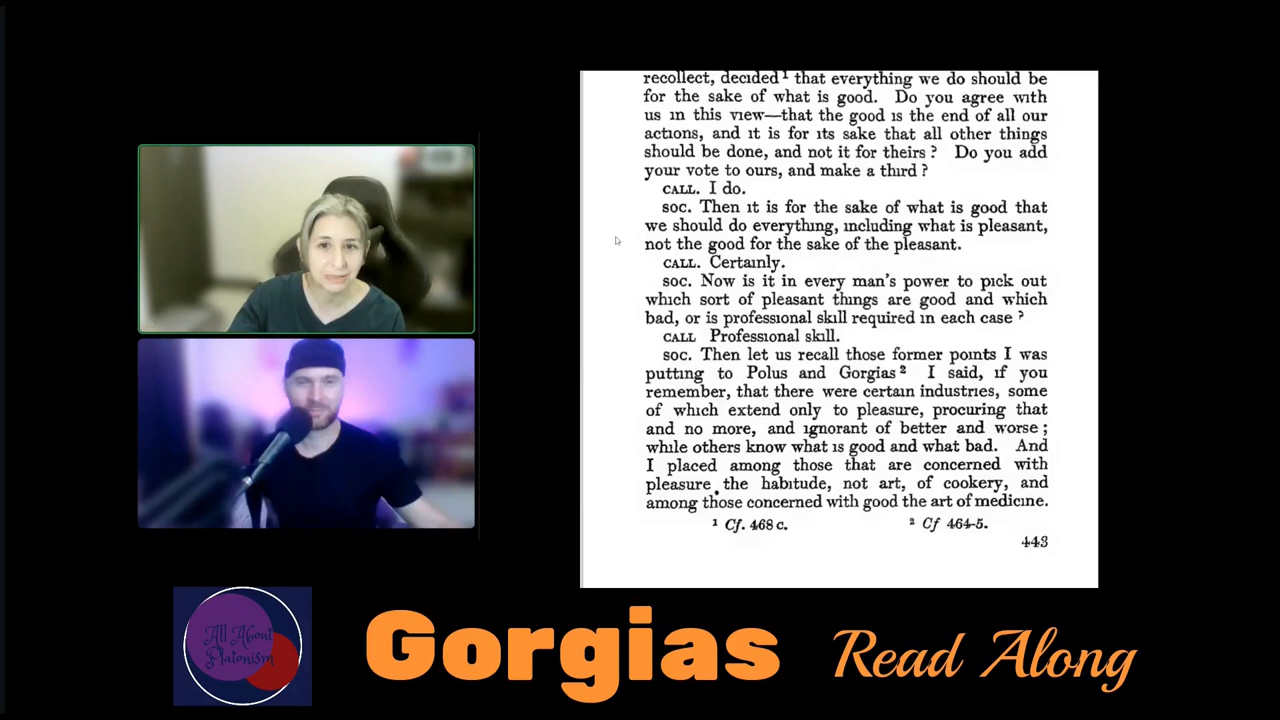 recollect, decided ¹ that everything we do should be
for the sake of what is good. Do you agree with
us in this view—that the good is the end of all our
actions, and it is for its sake that all other things
should be done, and not it for theirs ? Do you add
your vote to ours, and make a third ?
CALL. I do.
SOC. Then it is for the sake of what is good that
we should do everything, including what is pleasant,
not the good for the sake of the pleasant.
CALL. Certainly.
SOC. Now is it in every man's power to pick out
which sort of pleasant things are good and which
bad, or is professional skill required in each case ?
CALL Professional skill.
SOC. Then let us recall those former points I was
putting to Polus and Gorgias ² I said, if you
remember, that there were certain industries, some
of which extend only to pleasure, procuring that
and no more, and ignorant of better and worse ;
while others know what is good and what bad. And
I placed among those that are concerned with
pleasure the habitude, not art, of cookery, and
among those concerned with good the art of medicine.
¹ Cf. 468 c. ² Cf 464-5.
443
All About
Platonism
Gorgias Read Along